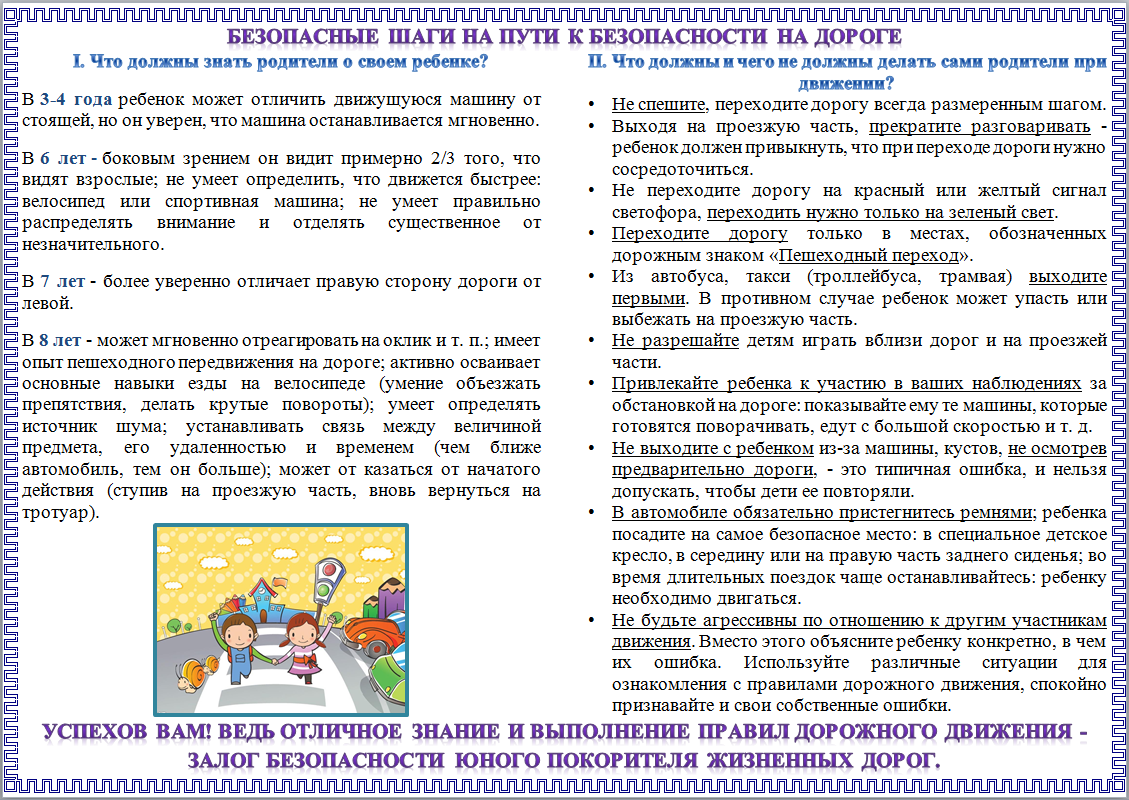 БЕЗОПАСНЫЕ ШАГИ НА ПУТИ К БЕЗОПАСНОСТИ НА ДОРОГЕ
I. Что должны знать родители о своем ребенке?
В 3-4 года ребенок может отличить движущуюся машину от
стоящей, но он уверен, что машина останавливается мгновенно.
В 6 лет - боковым зрением он видит примерно 2/3 того, что
видят взрослые; не умеет определить, что движется быстрее:
велосипед или спортивная машина; не умеет правильно
распределять внимание и отделять существенное от
незначительного.
В 7 лет - более уверенно отличает правую сторону дороги от
левой.
В 8 лет - может мгновенно отреагировать на оклик и т. п.; имеет
опыт пешеходного передвижения на дороге; активно осваивает
основные навыки езды на велосипеде (умение объезжать
препятствия, делать крутые повороты); умеет определять
источник шума; устанавливать связь между величиной
предмета, его удаленностью и временем (чем ближе
автомобиль, тем он больше); может от казаться от начатого
действия (ступив на проезжую часть, вновь вернуться на
тротуар).
II. Что должны и чего не должны делать сами родители при
движении?
• Не спешите, переходите дорогу всегда размеренным шагом.
• Выходя на проезжую часть, прекратите разговаривать -
ребенок должен привыкнуть, что при переходе дороги нужно
сосредоточиться.
• Не переходите дорогу на красный или желтый сигнал
светофора, переходить нужно только на зеленый свет.
• Переходите дорогу только в местах, обозначенных
дорожным знаком «Пешеходный переход».
• Из автобуса, такси (троллейбуса, трамвая) выходите
первыми. В противном случае ребенок может упасть или
выбежать на проезжую часть.
• Не разрешайте детям играть вблизи дорог и на проезжей
части.
• Привлекайте ребенка к участию в ваших наблюдениях за
обстановкой на дороге: показывайте ему те машины, которые
готовятся поворачивать, едут с большой скоростью и т. д.
• Не выходите с ребенком из-за машины, кустов, не осмотрев
предварительно дороги, - это типичная ошибка, и нельзя
допускать, чтобы дети ее повторяли.
• В автомобиле обязательно пристегнитесь ремнями; ребенка
посадите на самое безопасное место: в специальное детское
кресло, в середину или на правую часть заднего сиденья; во
время длительных поездок чаще останавливайтесь: ребенку
необходимо двигаться.
• Не будьте агрессивны по отношению к другим участникам
движения. Вместо этого объясните ребенку конкретно, в чем
их ошибка. Используйте различные ситуации для
ознакомления с правилами дорожного движения, спокойно
признавайте и свои собственные ошибки.
УСПЕХОВ ВАМ! ВЕДЬ ОТЛИЧНОЕ ЗНАНИЕ И ВЫПОЛНЕНИЕ ПРАВИЛ ДОРОЖНОГО ДВИЖЕНИЯ -
ЗАЛОГ БЕЗОПАСНОСТИ ЮНОГО ПОКОРИТЕЛЯ ЖИЗНЕННЫХ ДОРОГ.